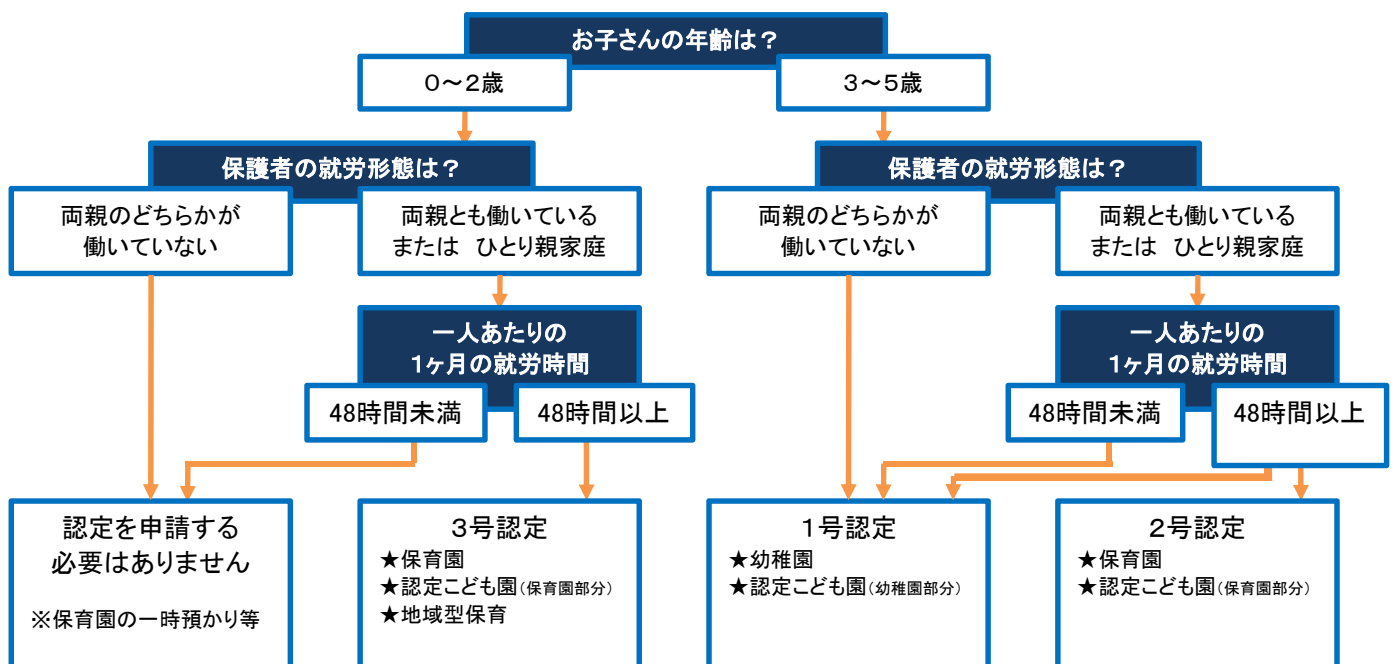 お子さんの年齢は？
０～２歳
３～５歳
保護者の就労形態は？
両親のどちらかが
働いていない
両親とも働いている
または　ひとり親家庭
保護者の就労形態は？
両親のどちらかが
働いていない
両親とも働いている
または　ひとり親家庭
一人あたりの
１ヶ月の就労時間
48時間未満
48時間以上
一人あたりの
１ヶ月の就労時間
48時間未満
48時間以上
認定を申請する
必要はありません
※保育園の一時預かり等
３号認定
★保育園
★認定こども園（保育園部分）
★地域型保育
１号認定
★幼稚園
★認定こども園（幼稚園部分）
２号認定
★保育園
★認定こども園（保育園部分）